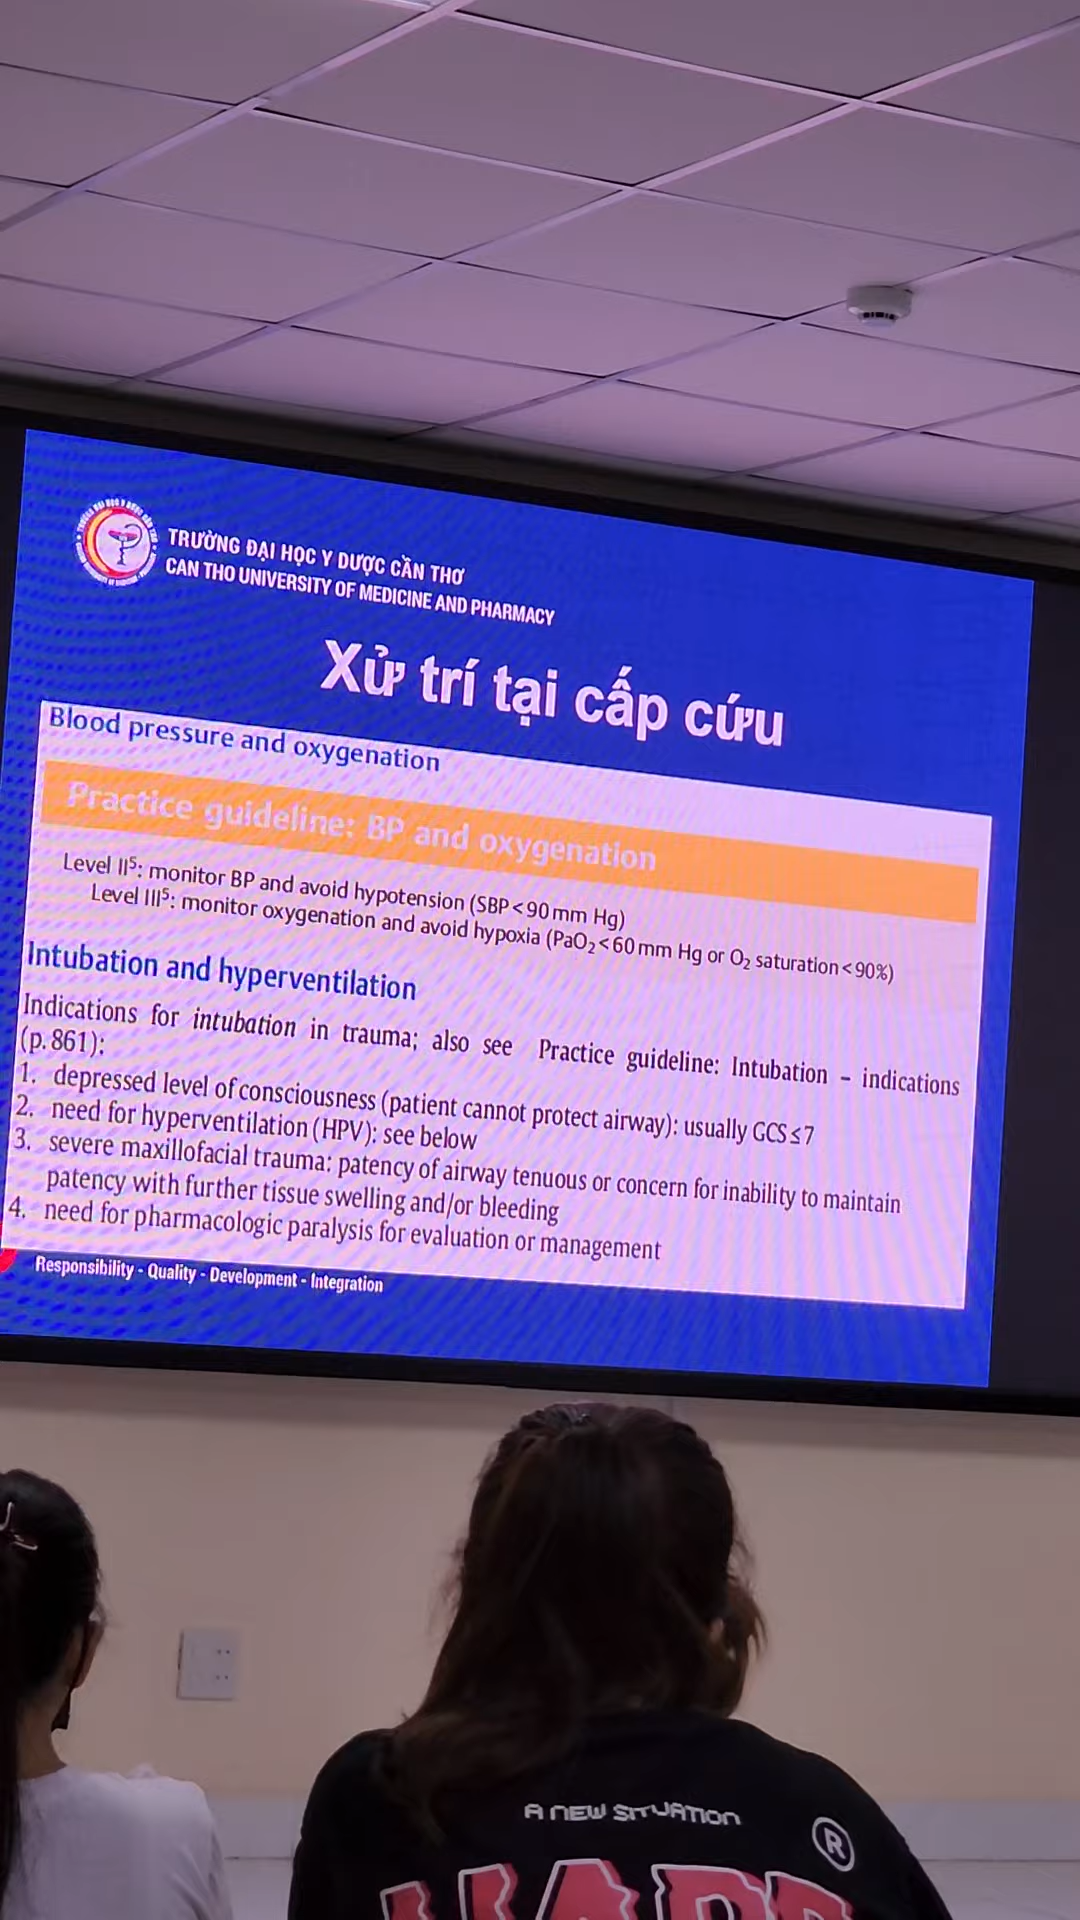 TRƯỜNG ĐẠI HỌC Y DƯỢC CẦN THƠ
CAN THO UNIVERSITY OF MEDICINE AND PHARMACY
Xử trí tại cấp cứu
Blood pressure and oxygenation
Practice guideline: BP and oxygenation
Level II⁵: monitor BP and avoid hypotension (SBP < 90 mm Hg)
Level III⁵: monitor oxygenation and avoid hypoxia (PaO₂ < 60 mm Hg or O₂ saturation < 90%)
Intubation and hyperventilation
Indications for intubation in trauma; also see Practice guideline: Intubation – indications
(p. 861):
1. depressed level of consciousness (patient cannot protect airway): usually GCS ≤ 7
2. need for hyperventilation (HPV): see below
3. severe maxillofacial trauma: patency of airway tenuous or concern for inability to maintain
patency with further tissue swelling and/or bleeding
4. need for pharmacologic paralysis for evaluation or management
Responsibility - Quality - Development - Integration
A NEW SITUATION
®